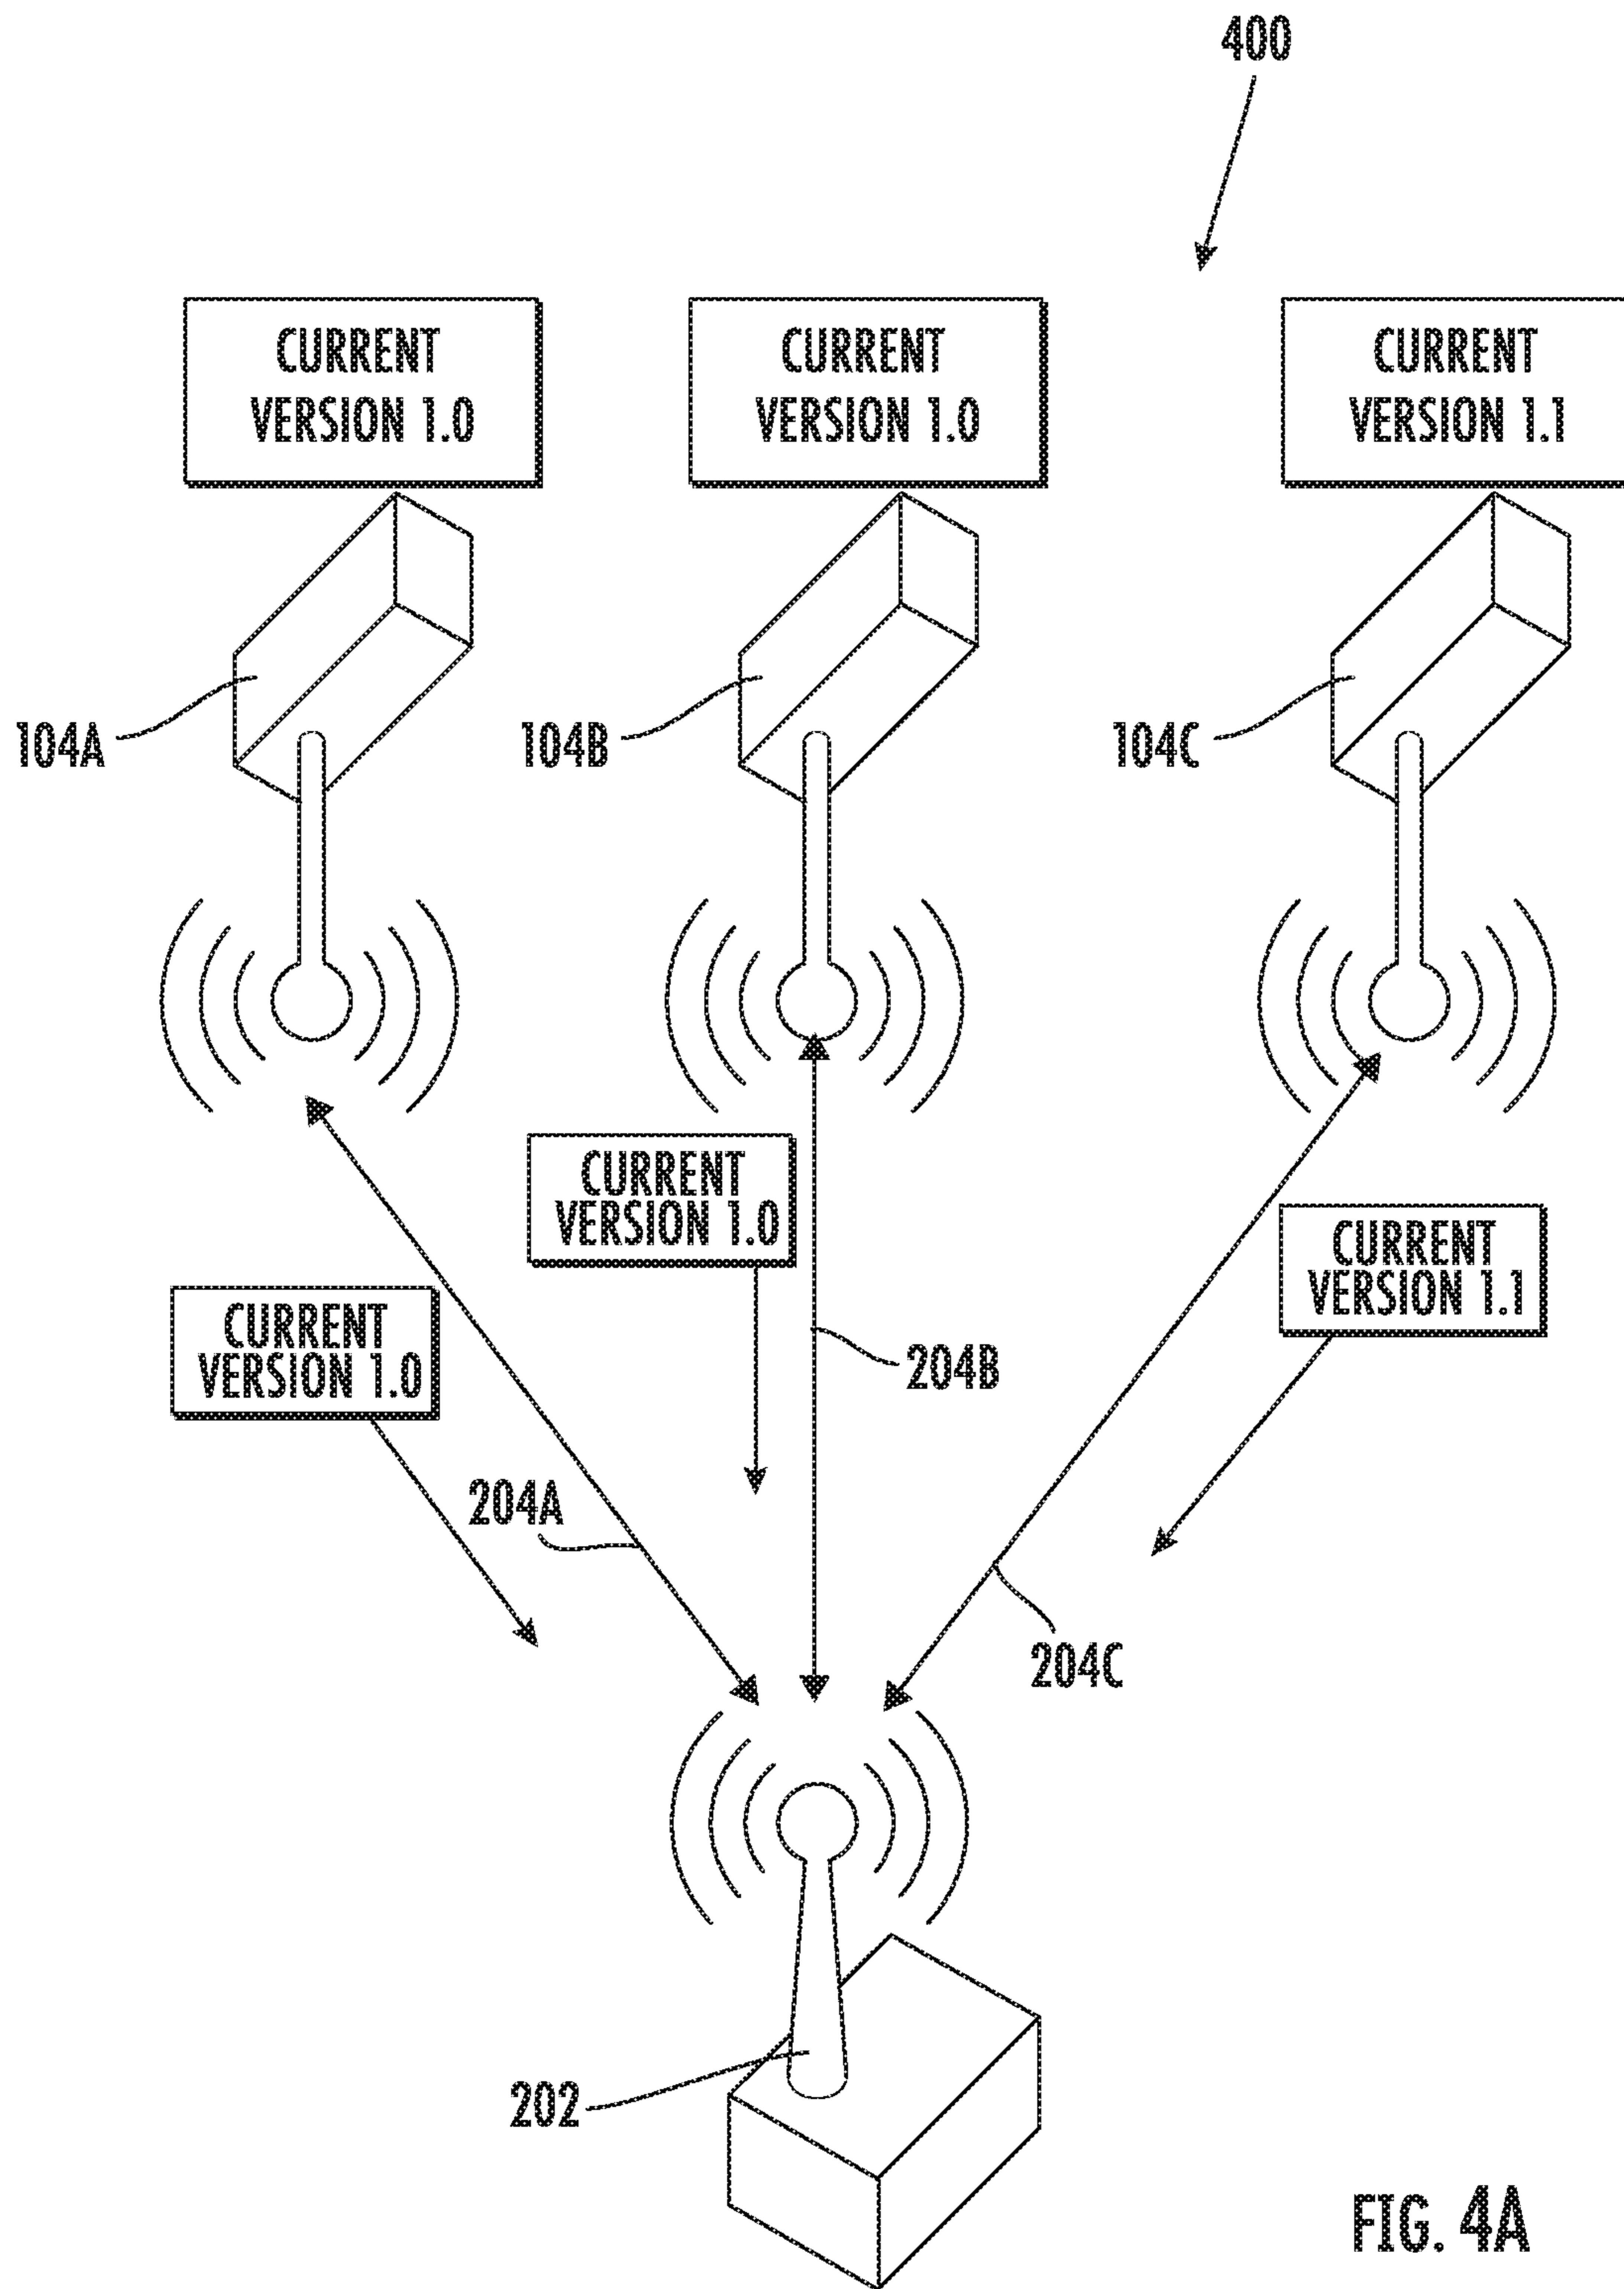 400
CURRENT
VERSION 1.0
CURRENT
VERSION 1.0
CURRENT
VERSION 1.1
104A
104B
104C
CURRENT
VERSION 1.0
CURRENT
VERSION 1.1
CURRENT
VERSION 1.0
204B
204A
204C
202
FIG. 4A